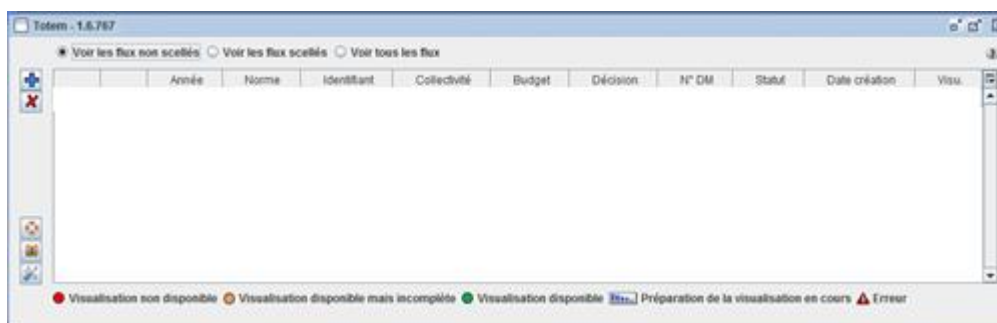 Totem - 1.6.767
Voir les flux non scellés Voir les flux scellés Voir tous les flux
Année Norme Identifiant Collectivité Budget Décision N° DM Statut Date création Visu.
Visualisation non disponible Visualisation disponible mais incomplète Visualisation disponible Préparation de la visualisation en cours Erreur